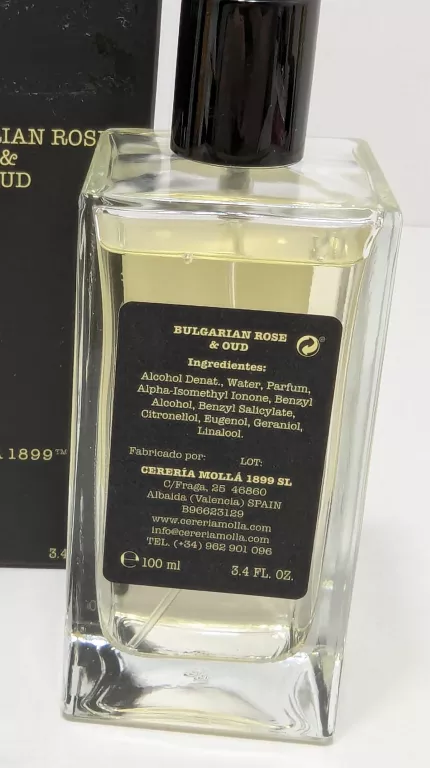 LIAN ROSE
&
OUD
1899™
3.4
BULGARIAN ROSE
& OUD
Ingredientes:
Alcohol Denat., Water, Parfum,
Alpha-Isomethyl Ionone, Benzyl
Alcohol, Benzyl Salicylate,
Citronellol, Eugenol, Geraniol,
Linalool.
Fabricado por: LOT:
CERERÍA MOLLÁ 1899 SL
C/Fraga, 25 46860
Albaida (Valencia) SPAIN
B96623129
www.cereriamolla.com
info@cereriamolla.com
TEL. (+34) 962 901 096
℮ 100 ml 3.4 FL. OZ.